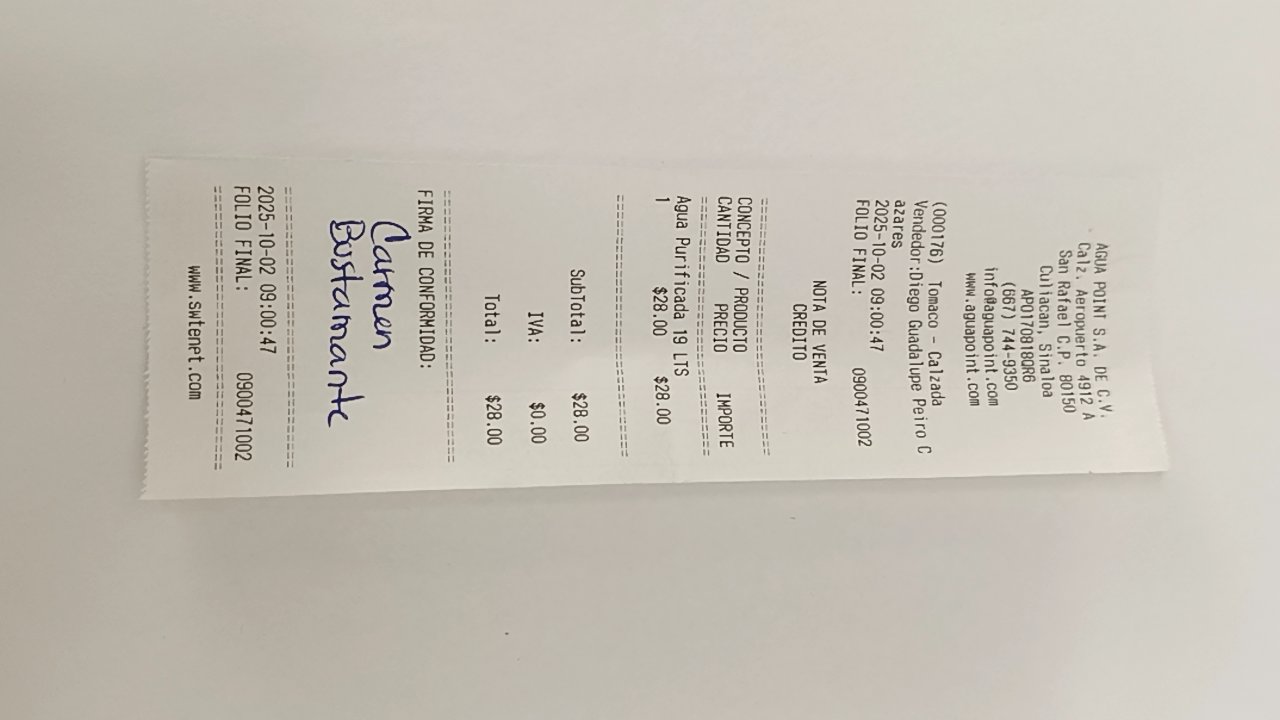 AGUA POINT S.A. DE C.V.
Calz. Aeropuerto 4912 A
San Rafael C.P. 80150
Culiacan, Sinaloa
APO170818QR6
(667) 744-9350
info@aguapoint.com
www.aguapoint.com
(000176) Tomaco - Calzada
Vendedor:Diego Guadalupe Peiro C
azares
2025-10-02 09:00:47
FOLIO FINAL: 0900471002
NOTA DE VENTA
CREDITO
CONCEPTO / PRODUCTO
CANTIDAD PRECIO IMPORTE
Agua Purificada 19 LTS
1 $28.00 $28.00
SubTotal: $28.00
IVA: $0.00
Total: $28.00
FIRMA DE CONFORMIDAD:
Carmen
Bustamante
2025-10-02 09:00:47
FOLIO FINAL: 0900471002
www.swtenet.com